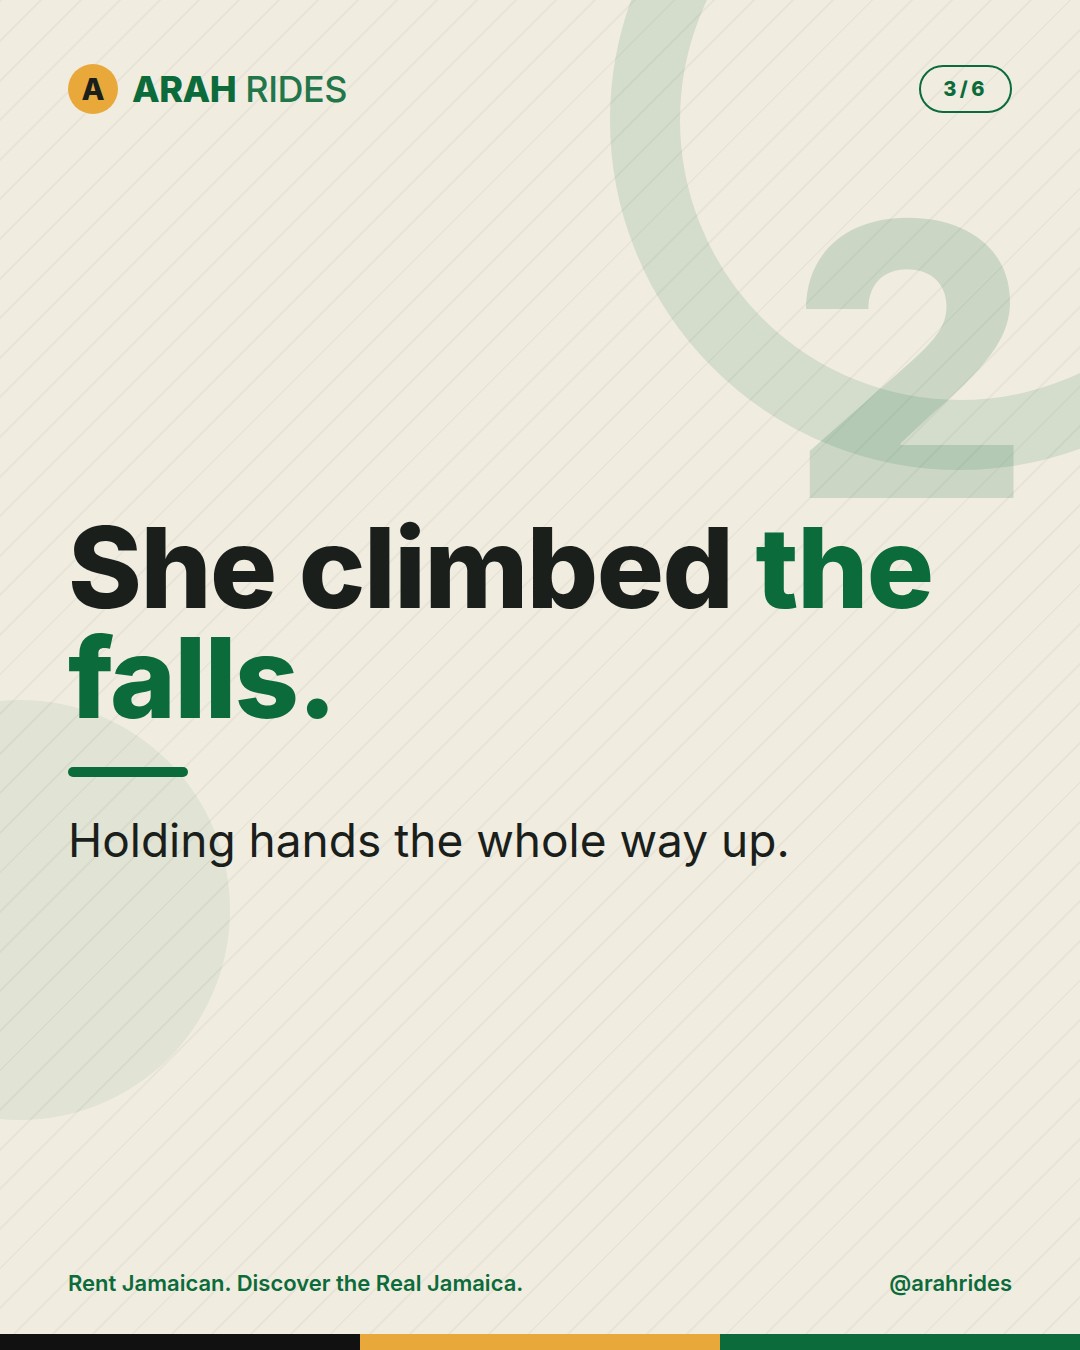 A ARAH RIDES
3/6
2
She climbed the
falls.
Holding hands the whole way up.
Rent Jamaican. Discover the Real Jamaica.
@arahrides